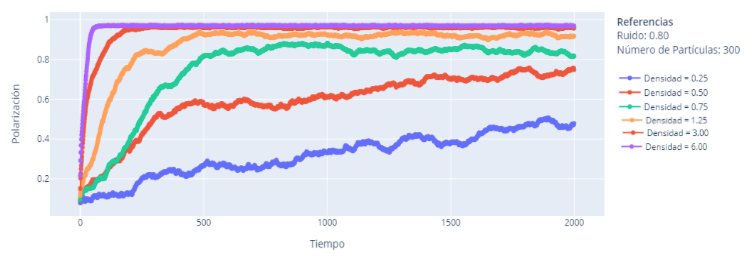 Referencias
Ruido: 0.80
Número de Partículas: 300
Densidad = 0.25
Densidad = 0.50
Densidad = 0.75
Densidad = 1.25
Densidad = 3.00
Densidad = 6.00
Polarización
1
0.8
0.6
0.4
0.2
0
500
1000
1500
2000
Tiempo